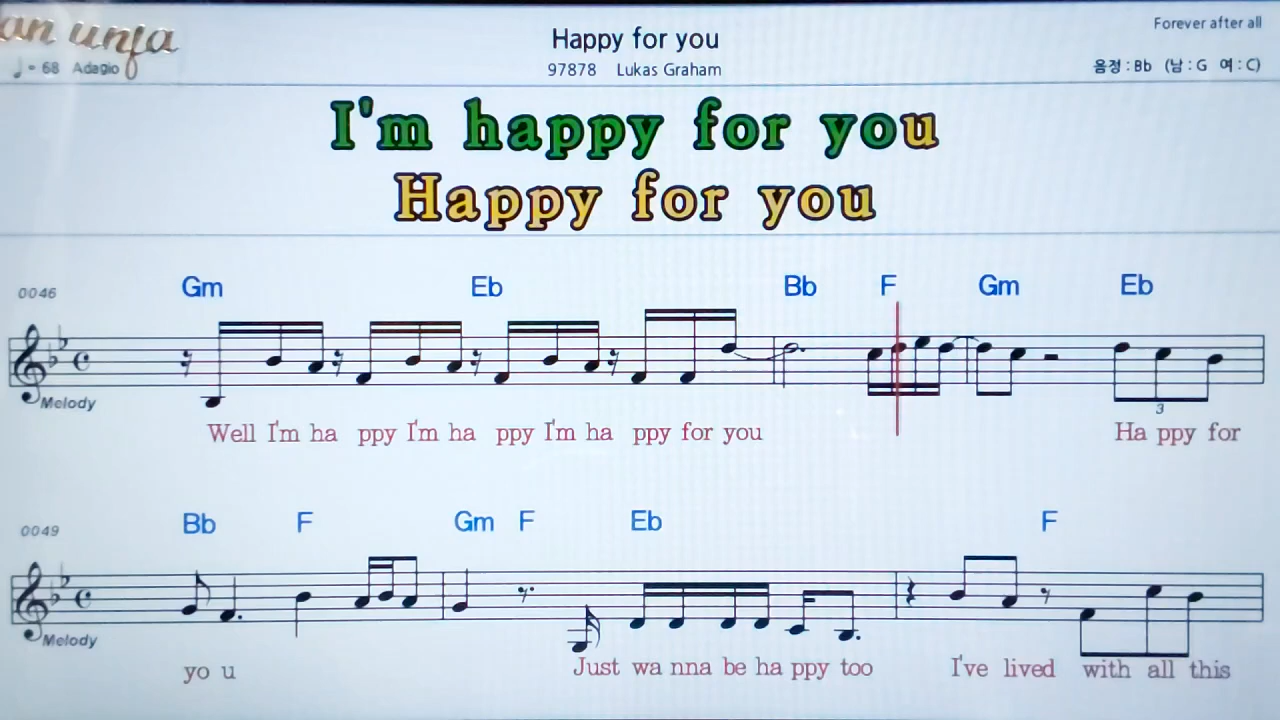 Happy for you
Forever after all
♩= 68 Adagio
97878 Lukas Graham
음정 : Bb (남 : G 여 : C)
I'm happy for you
Happy for you
0046
Gm Eb Bb F Gm Eb
Melody
3
Well I'm ha ppy I'm ha ppy I'm ha ppy for you Ha ppy for
0049
Bb F Gm F Eb F
Melody
yo u Just wa nna be ha ppy too I've lived with all this